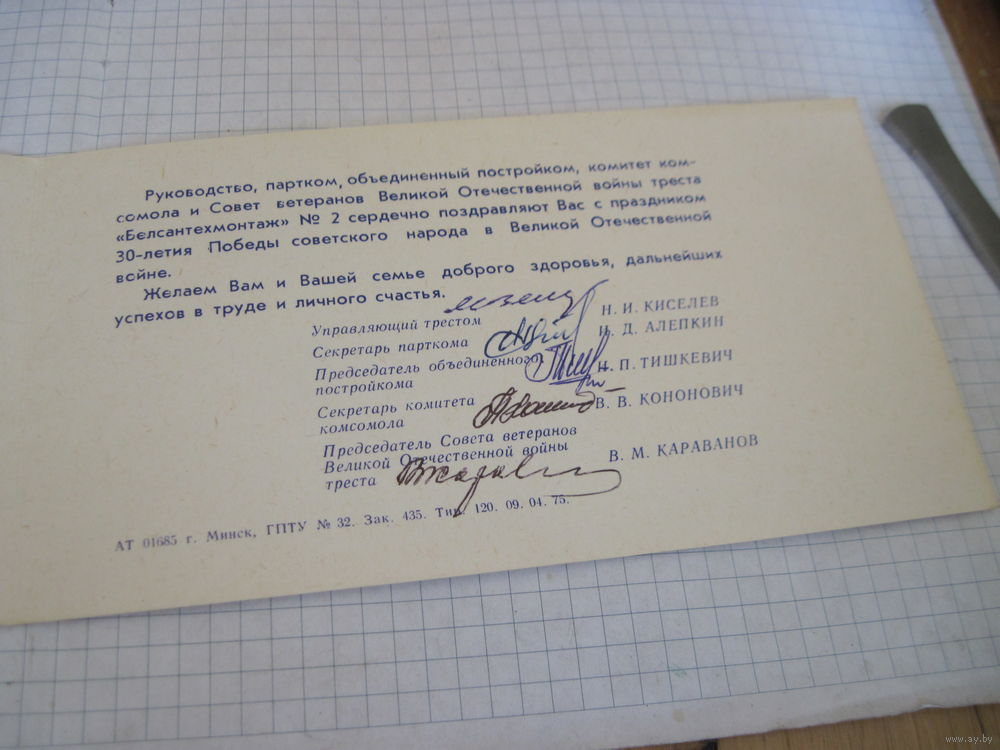 Руководство, партком, объединенный постройком, комитет ком-
сомола и Совет ветеранов Великой Отечественной войны треста
«Белсантехмонтаж» № 2 сердечно поздравляют Вас с праздником
30-летия Победы советского народа в Великой Отечественной
войне.
Желаем Вам и Вашей семье доброго здоровья, дальнейших
успехов в труде и личного счастья.
Управляющий трестом Н. И. КИСЕЛЕВ
Секретарь парткома И. Д. АЛЕПКИН
Председатель объединенного
постройкома Н. П. ТИШКЕВИЧ
Секретарь комитета
комсомола В. В. КОНОНОВИЧ
Председатель Совета ветеранов
Великой Отечественной войны
треста В. М. КАРАВАНОВ
АТ 01685 г. Минск, ГПТУ № 32. Зак. 435. Тир. 120. 09. 04. 75.
www.ay.by